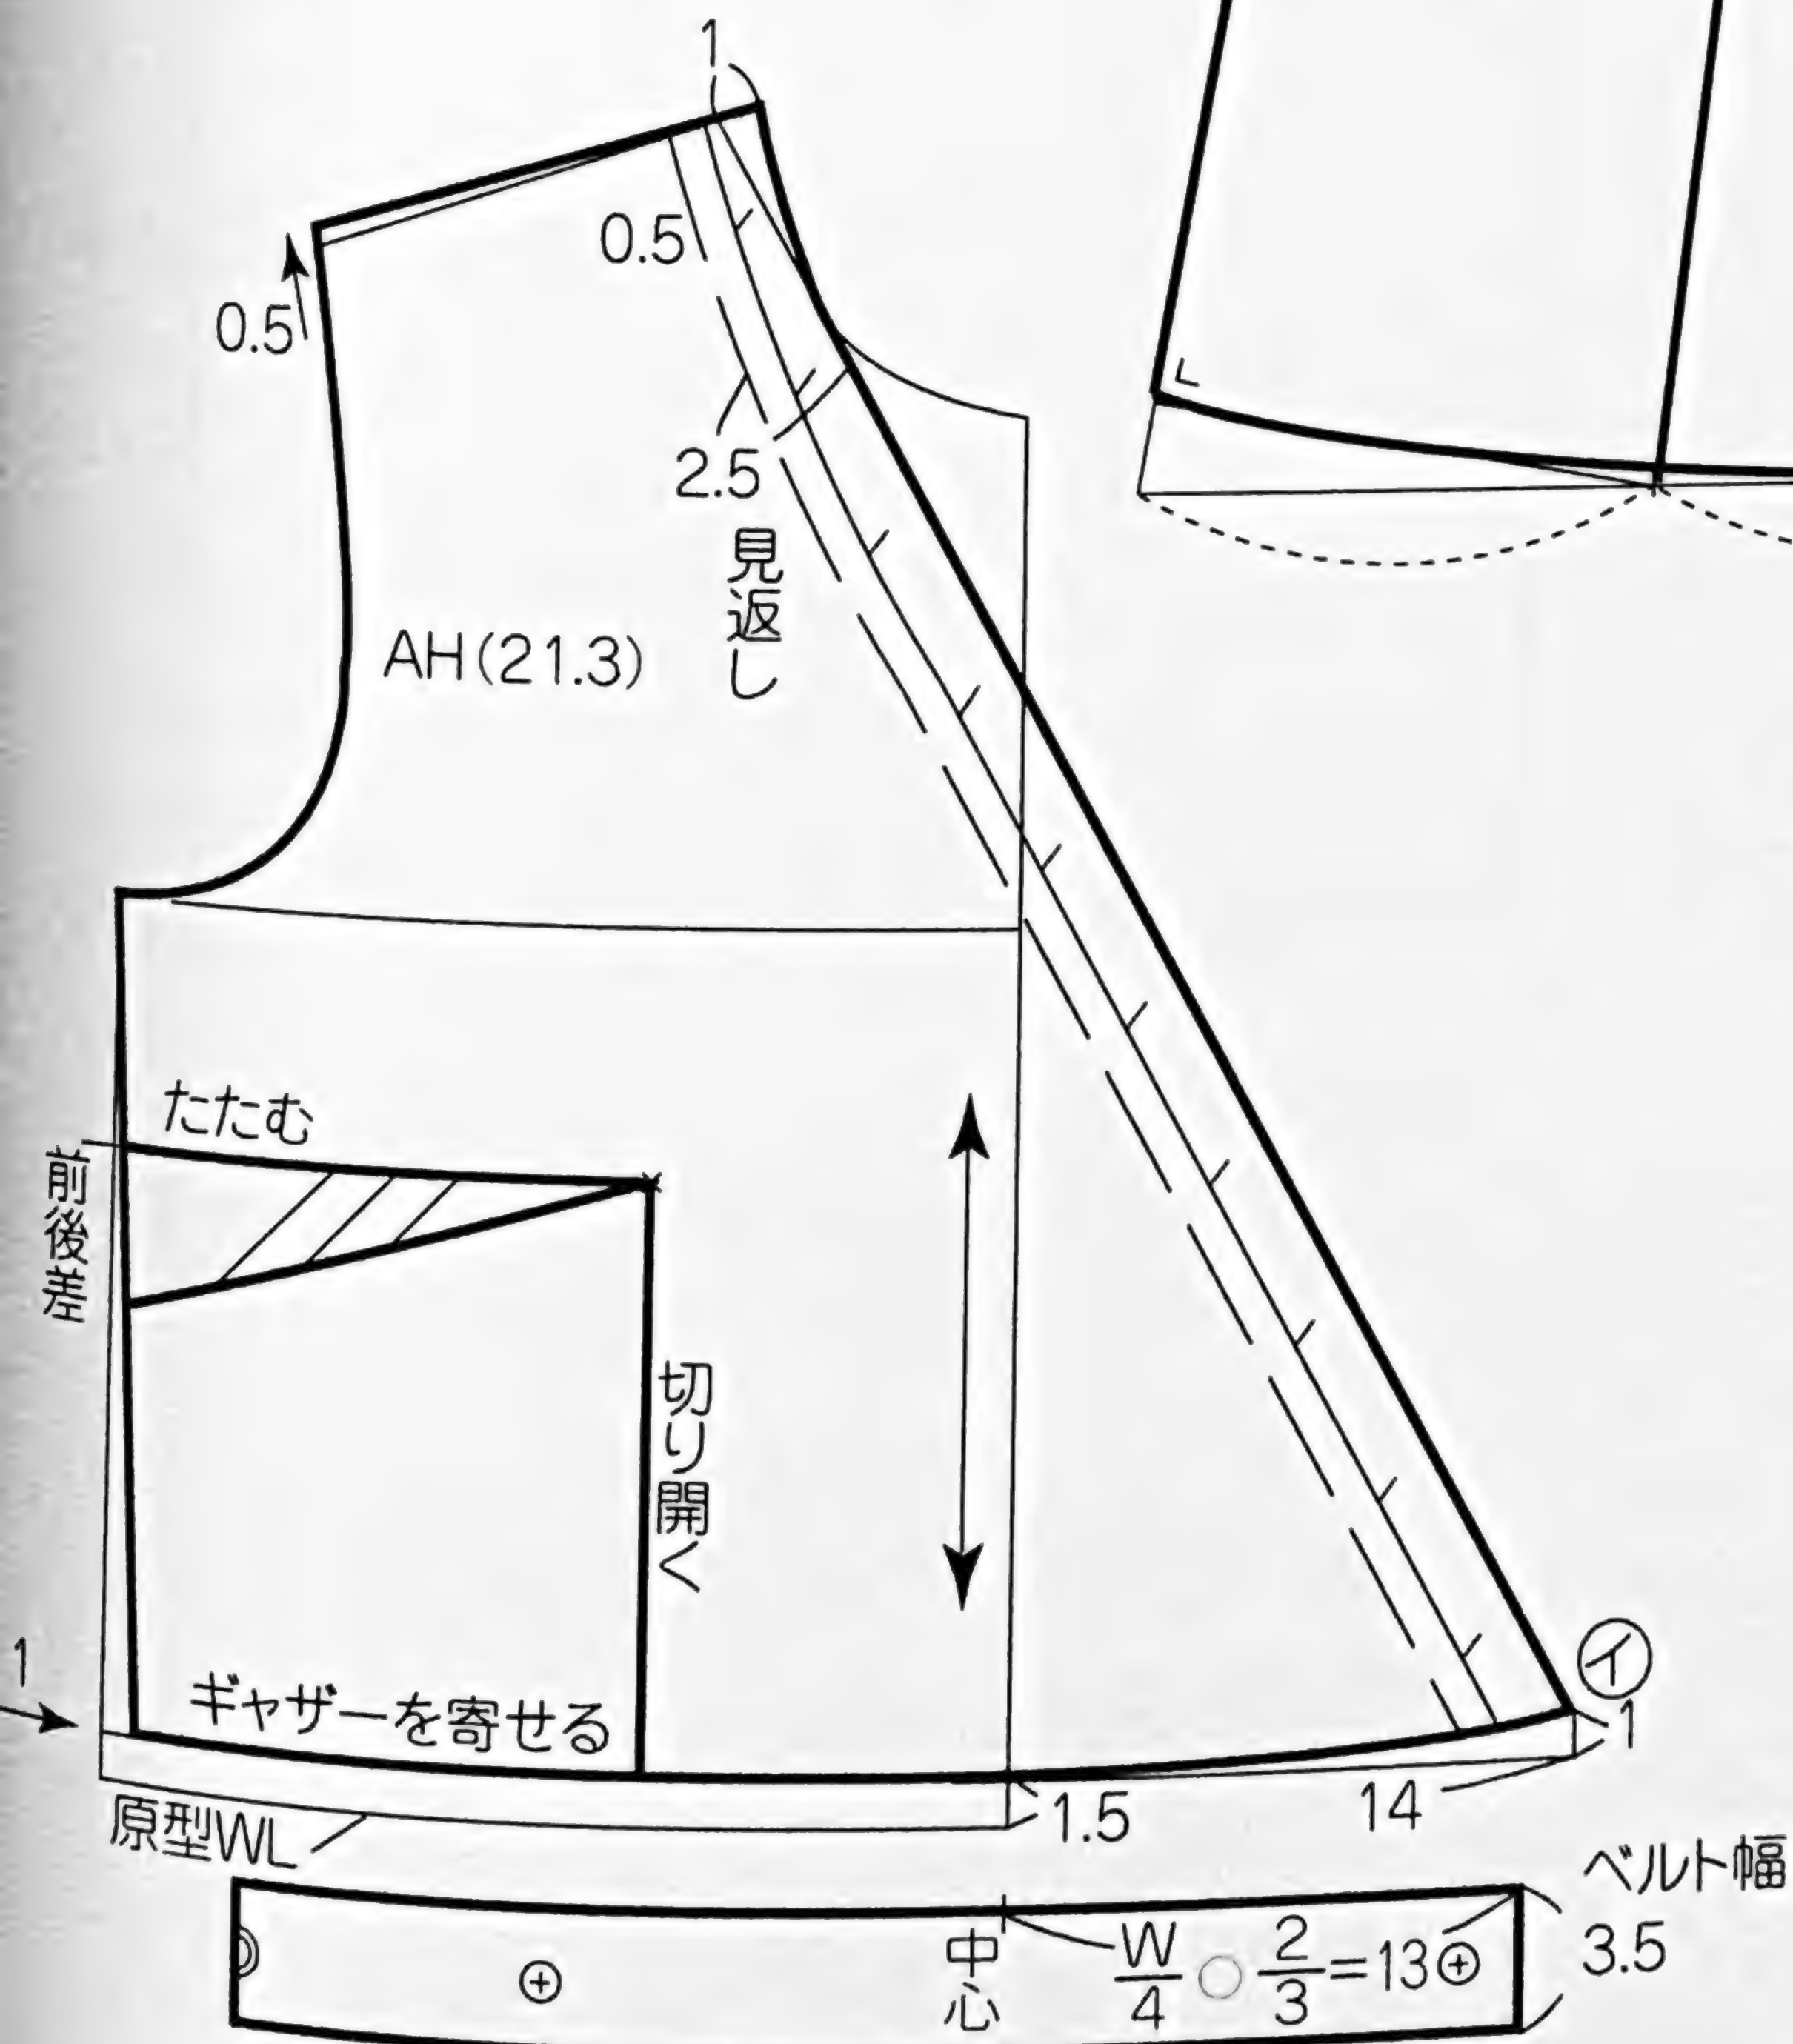 1
0.5
0.5
2.5
見返し
AH(21.3)
たたむ
前後差
切り開く
1
ギャザーを寄せる
イ
1
14
1.5
原型WL
ベルト幅
3.5
中心
W/4 ○ 2/3=13⊕
⊕